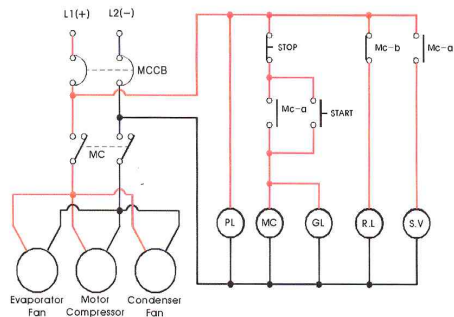 L1(+) L2(-)
MCCB
STOP
Mc-b
Mc-a
Mc-a
START
MC
PL
MC
GL
R.L
S.V
Evaporator Fan
Motor Compressor
Condenser Fan